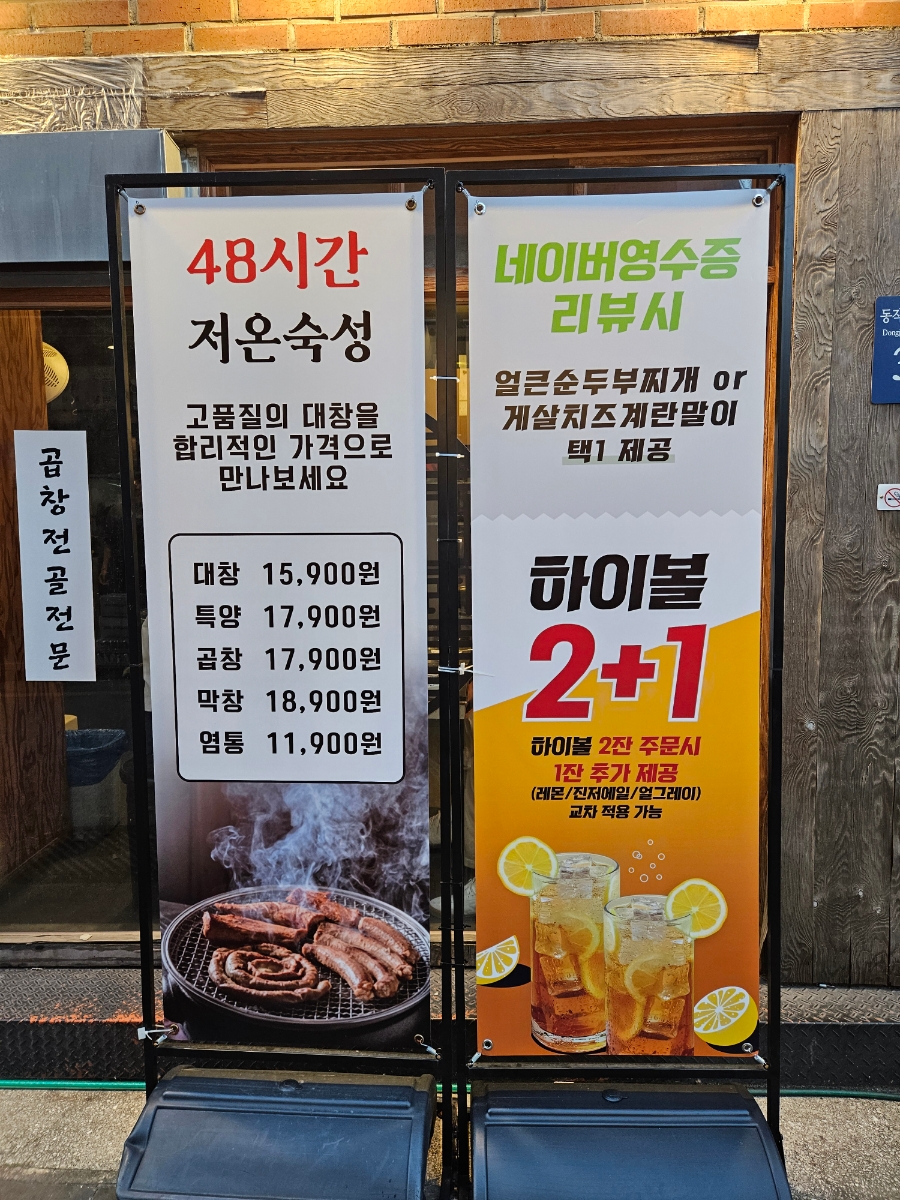 48시간
저온숙성
고품질의 대창을
합리적인 가격으로
만나보세요
대창 15,900원
특양 17,900원
곱창 17,900원
막창 18,900원
염통 11,900원
네이버영수증
리뷰시
얼큰순두부찌개 or
게살치즈계란말이
택1 제공
하이볼
2+1
하이볼 2잔 주문시
1잔 추가 제공
(레몬/진저에일/얼그레이)
교차 적용 가능
곱창전골전문
동작
Dong
3